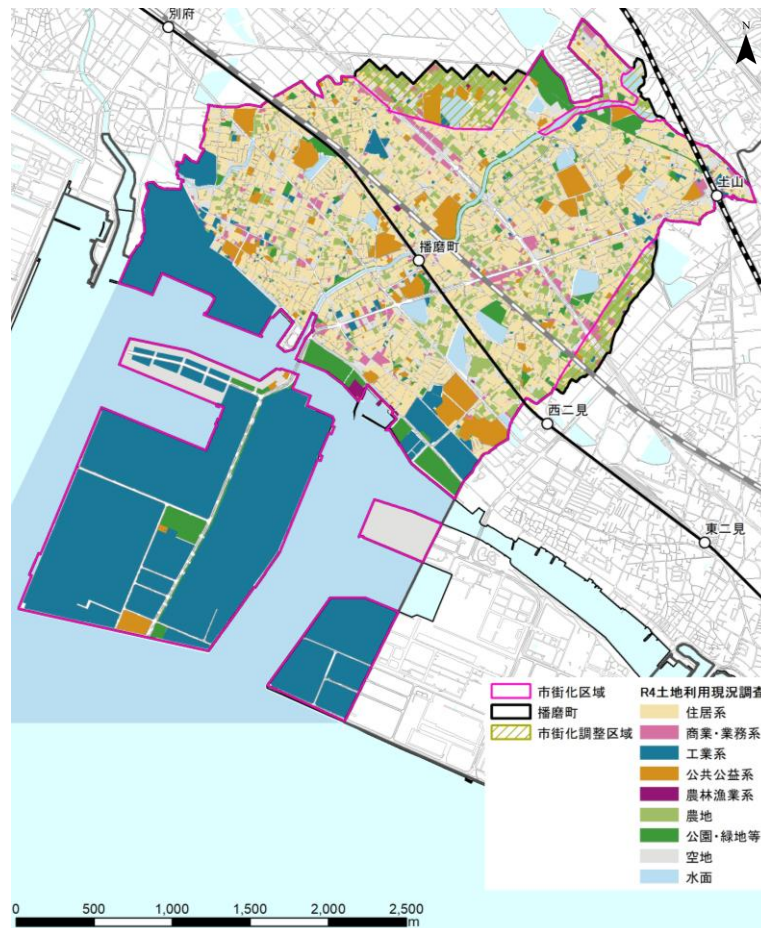 別府
N
土山
播磨町
西二見
東二見
市街化区域
播磨町
市街化調整区域
R4土地利用現況調査
住居系
商業・業務系
工業系
公共公益系
農林漁業系
農地
公園・緑地等
空地
水面
0 500 1,000 1,500 2,000 2,500
m